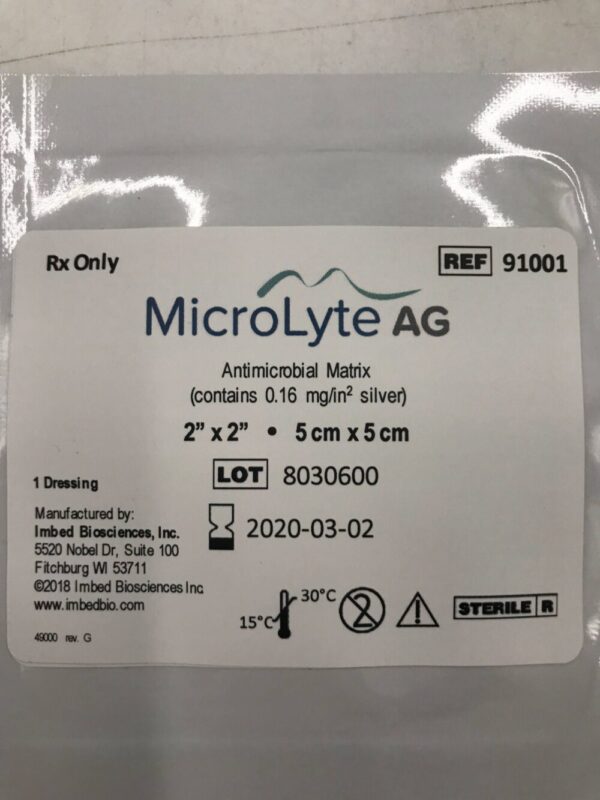 Rx Only
REF 91001
MicroLyte AG
Antimicrobial Matrix
(contains 0.16 mg/in² silver)
2” x 2” • 5 cm x 5 cm
LOT 8030600
1 Dressing
2020-03-02
Manufactured by:
Imbed Biosciences, Inc.
5520 Nobel Dr, Suite 100
Fitchburg WI 53711
©2018 Imbed Biosciences Inc
www.imbedbio.com
15°C 30°C 2 STERILE R
49000 rev. G